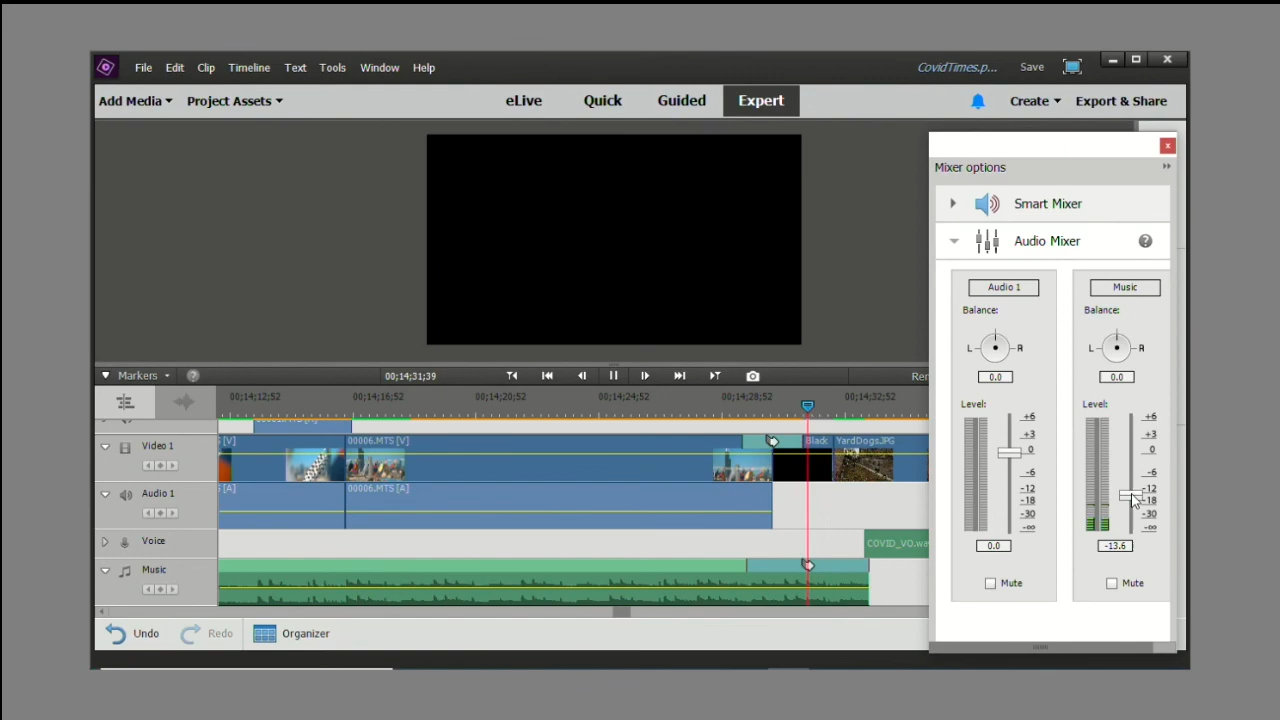 File Edit Clip Timeline Text Tools Window Help CovidTimes.p... Save
Add Media Project Assets eLive Quick Guided Expert Create Export & Share
x
Mixer options
Smart Mixer
Audio Mixer ?
Audio 1 Music
Balance: Balance:
L R L R
0.0 0.0
Markers ? 00;14;31;39
00;14;12;52 00;14;16;52 00;14;20;52 00;14;24;52 00;14;28;52 00;14;32;52
Level: Level:
+6 +6
+3 +3
0 0
-6 -6
-12 -12
-18 -18
-30 -30
-∞ -∞
0.0 -13.6
Mute Mute
Video 1 [V] 00006.MTS [V] Black YardDogs.JPG
Audio 1 [A] 00006.MTS [A]
Voice COVID_VO.wa
Music
Undo Redo Organizer